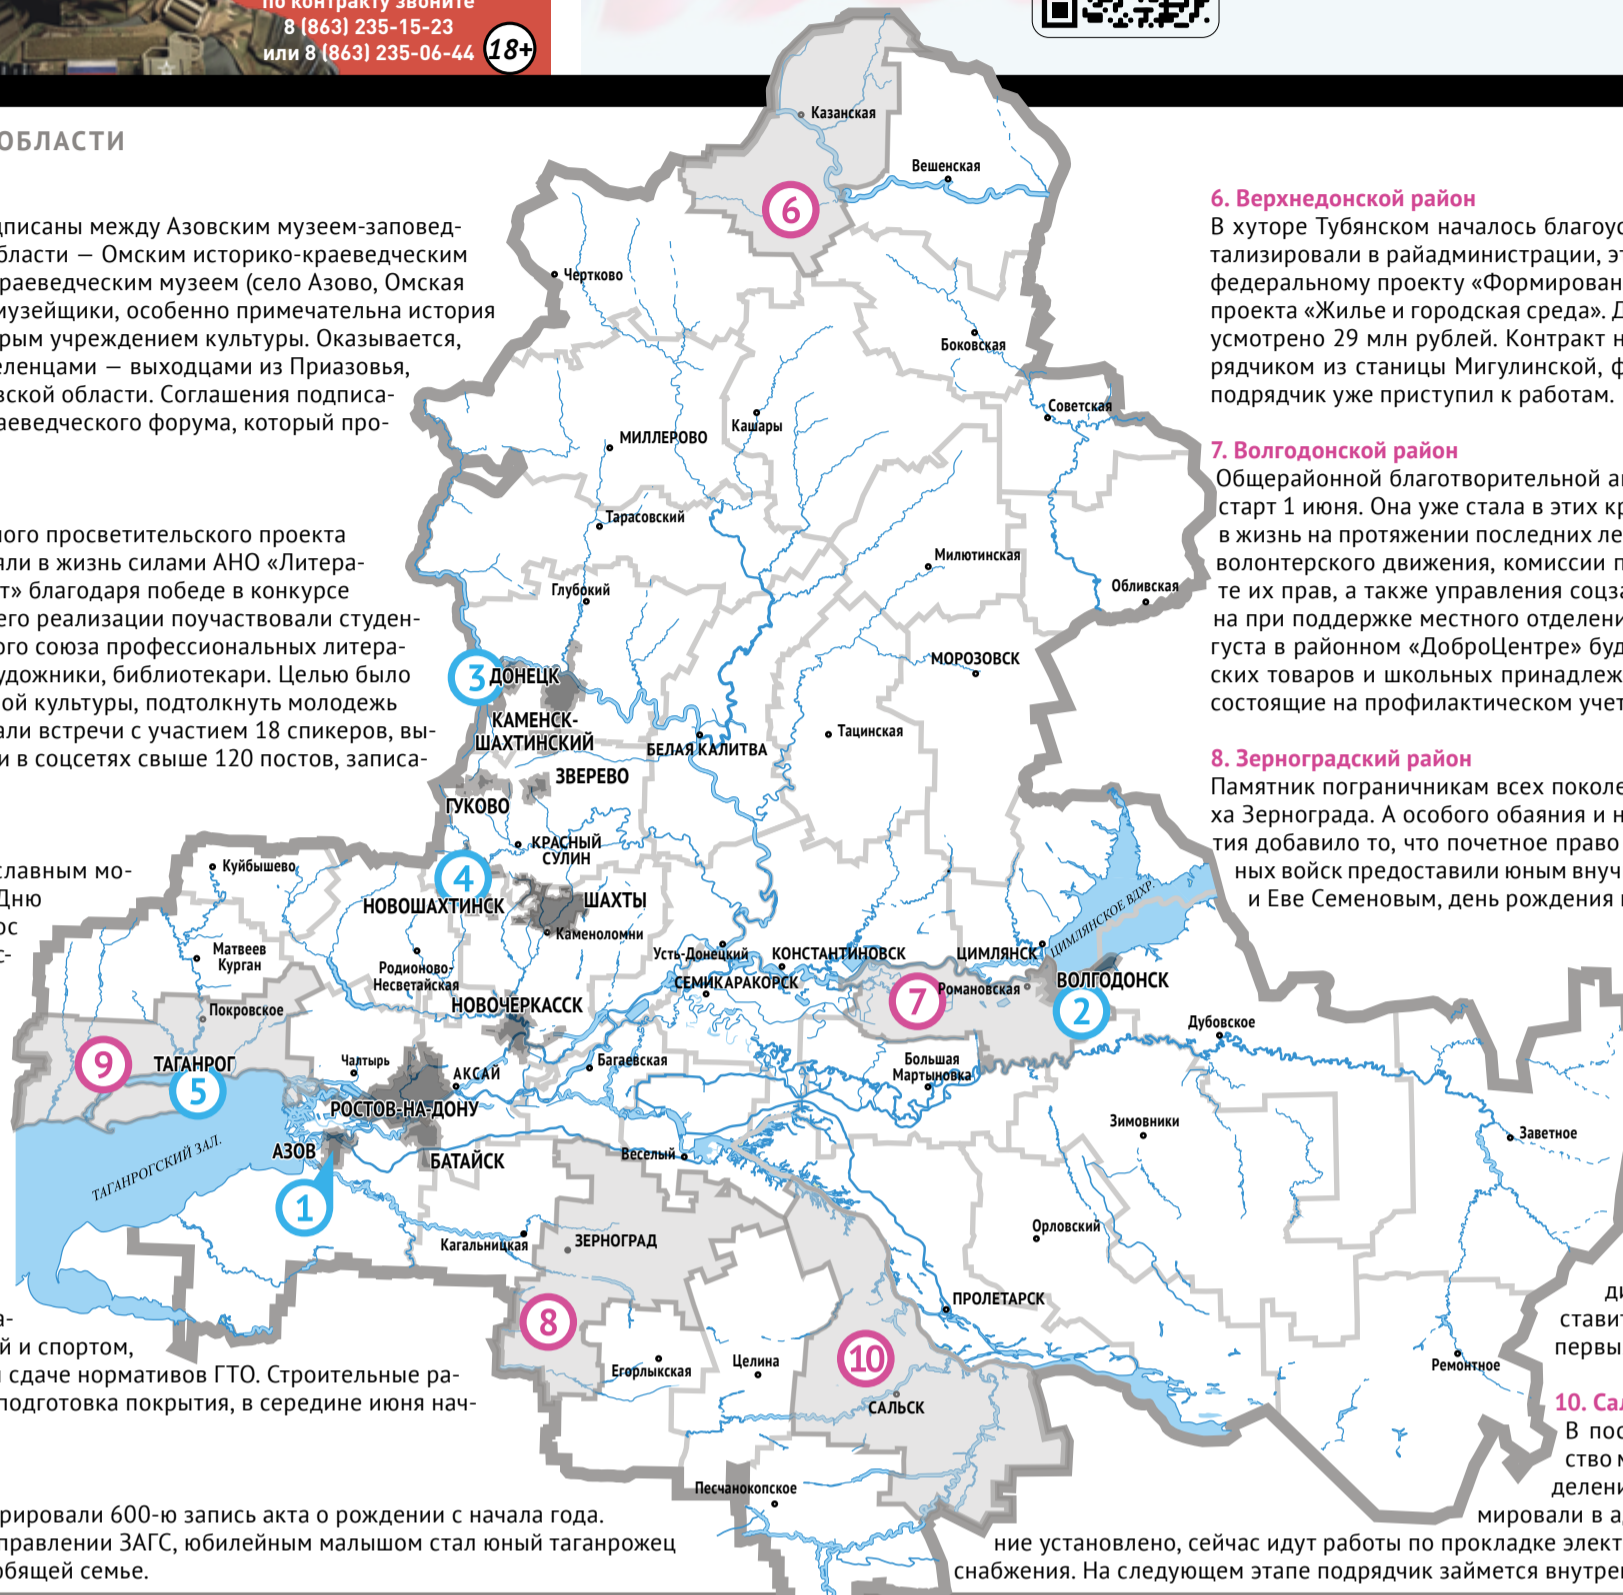 по контракту звоните
8 (863) 235-15-23
или 8 (863) 235-06-44
18+
ОБЛАСТИ
писаны между Азовским музеем-заповед-
бласти — Омским историко-краеведческим
раеведческим музеем (село Азово, Омская
музейщики, особенно примечательна история
рым учреждением культуры. Оказывается,
еленцами — выходцами из Приазовья,
вской области. Соглашения подписа-
аеведческого форума, который про-
ного просветительского проекта
яли в жизнь силами АНО «Литера-
т» благодаря победе в конкурсе
его реализации поучаствовали студен-
ого союза профессиональных литера-
удожники, библиотекари. Целью было
ой культуры, подтолкнуть молодежь
али встречи с участием 18 спикеров, вы-
и в соцсетях свыше 120 постов, записа-
славным мо-
Дню
ос
с-
а-
й и спортом,
и сдаче нормативов ГТО. Строительные ра-
подготовка покрытия, в середине июня нач-
рировали 600-ю запись акта о рождении с начала года.
правлении ЗАГС, юбилейным малышом стал юный таганрожец
бящей семье.
Казанская
Вешенская
6
Чертково
Боковская
Советская
Кашары
МИЛЛЕРОВО
Тарасовский
Милютинская
Глубокий
Обливская
МОРОЗОВСК
3
ДОНЕЦК
КАМЕНСК-
ШАХТИНСКИЙ
Тацинская
БЕЛАЯ КАЛИТВА
ЗВЕРЕВО
ГУКОВО
КРАСНЫЙ
СУЛИН
Куйбышево
4
НОВОШАХТИНСК
ШАХТЫ
Каменоломни
ЦИМЛЯНСКОЕ ВДХР.
Матвеев
Курган
Родионово-
Несветайская
Усть-Донецкий
КОНСТАНТИНОВСК
ЦИМЛЯНСК
СЕМИКАРАКОРСК
7
Романовская
ВОЛГОДОНСК
2
Покровское
НОВОЧЕРКАССК
Дубовское
9
ТАГАНРОГ
5
Чалтырь
АКСАЙ
Багаевская
Большая
Мартыновка
РОСТОВ-НА-ДОНУ
Зимовники
Заветное
ТАГАНРОГСКИЙ ЗАЛ.
АЗОВ
БАТАЙСК
Веселый
1
Кагальницкая
ЗЕРНОГРАД
Орловский
8
ПРОЛЕТАРСК
Егорлыкская
Целина
10
Ремонтное
САЛЬСК
Песчанокопское
6. Верхнедонской район
В хуторе Тубянском началось благоус
тализировали в райадминистрации, эт
федеральному проекту «Формирован
проекта «Жилье и городская среда». Д
усмотрено 29 млн рублей. Контракт н
рядчиком из станицы Мигулинской, ф
подрядчик уже приступил к работам.
7. Волгодонской район
Общерайонной благотворительной а
старт 1 июня. Она уже стала в этих кр
в жизнь на протяжении последних ле
волонтерского движения, комиссии п
те их прав, а также управления соцза
на при поддержке местного отделени
густа в районном «ДоброЦентре» буд
ских товаров и школьных принадлеж
состоящие на профилактическом учет
8. Зерноградский район
Памятник пограничникам всех поколе
ха Зернограда. А особого обаяния и н
тия добавило то, что почетное право
ных войск предоставили юным внуч
и Еве Семеновым, день рождения
ди
стави
первы
10. Са
В пос
ство м
делени
мировали в а
ние установлено, сейчас идут работы по прокладке элект
снабжения. На следующем этапе подрядчик займется внутре